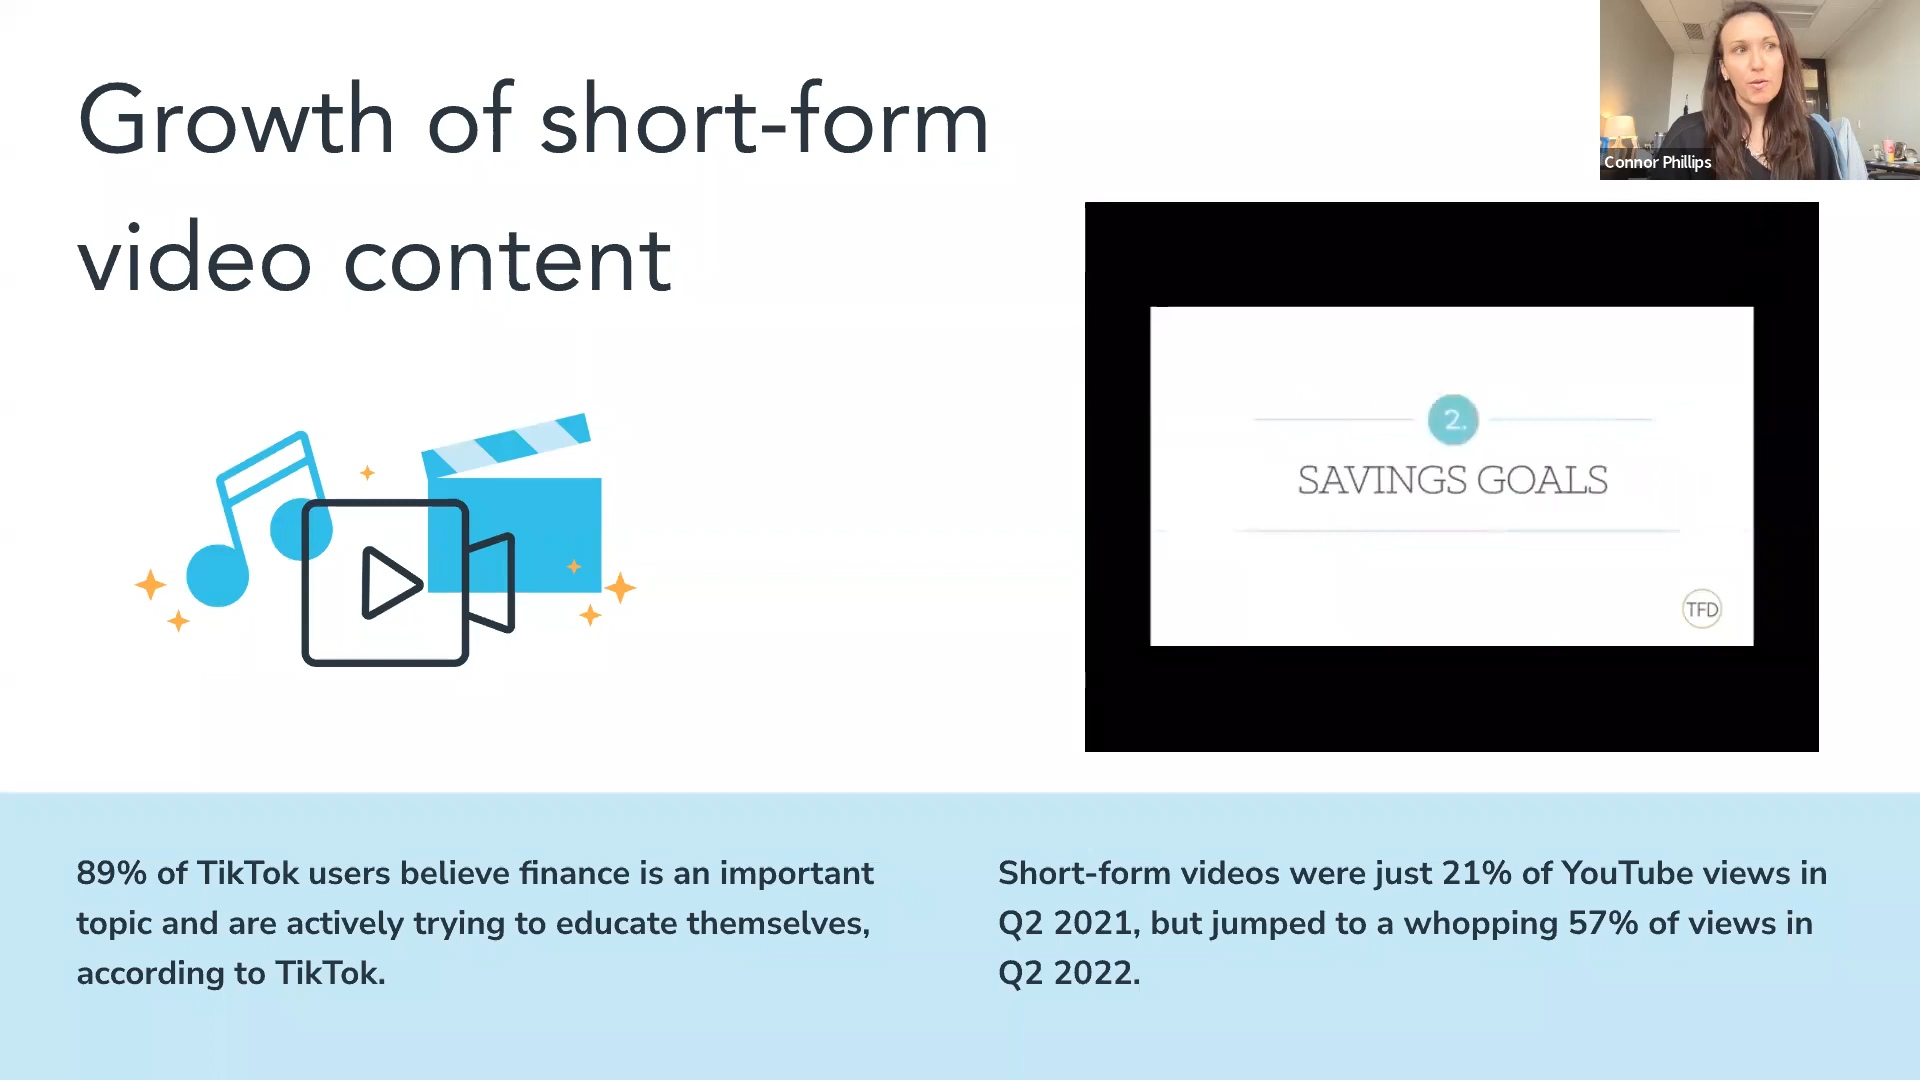 Growth of short-form
video content
Connor Phillips
2.
SAVINGS GOALS
TFD
89% of TikTok users believe finance is an important
topic and are actively trying to educate themselves,
according to TikTok.
Short-form videos were just 21% of YouTube views in
Q2 2021, but jumped to a whopping 57% of views in
Q2 2022.